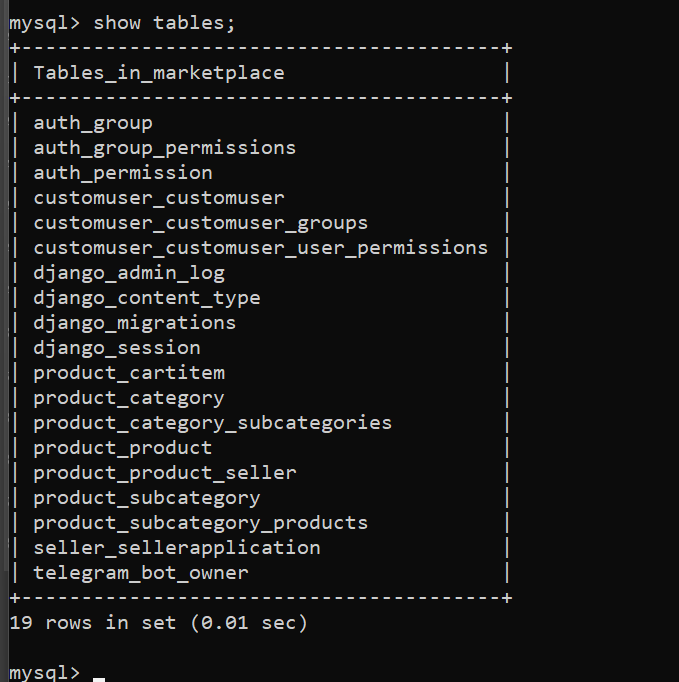 mysql> show tables;
+----------------------------------------+
| Tables_in_marketplace                  |
+----------------------------------------+
| auth_group                             |
| auth_group_permissions                 |
| auth_permission                        |
| customuser_customuser                  |
| customuser_customuser_groups           |
| customuser_customuser_user_permissions |
| django_admin_log                       |
| django_content_type                    |
| django_migrations                      |
| django_session                         |
| product_cartitem                       |
| product_category                       |
| product_category_subcategories         |
| product_product                        |
| product_product_seller                 |
| product_subcategory                    |
| product_subcategory_products           |
| seller_sellerapplication               |
| telegram_bot_owner                     |
+----------------------------------------+
19 rows in set (0.01 sec)
mysql>